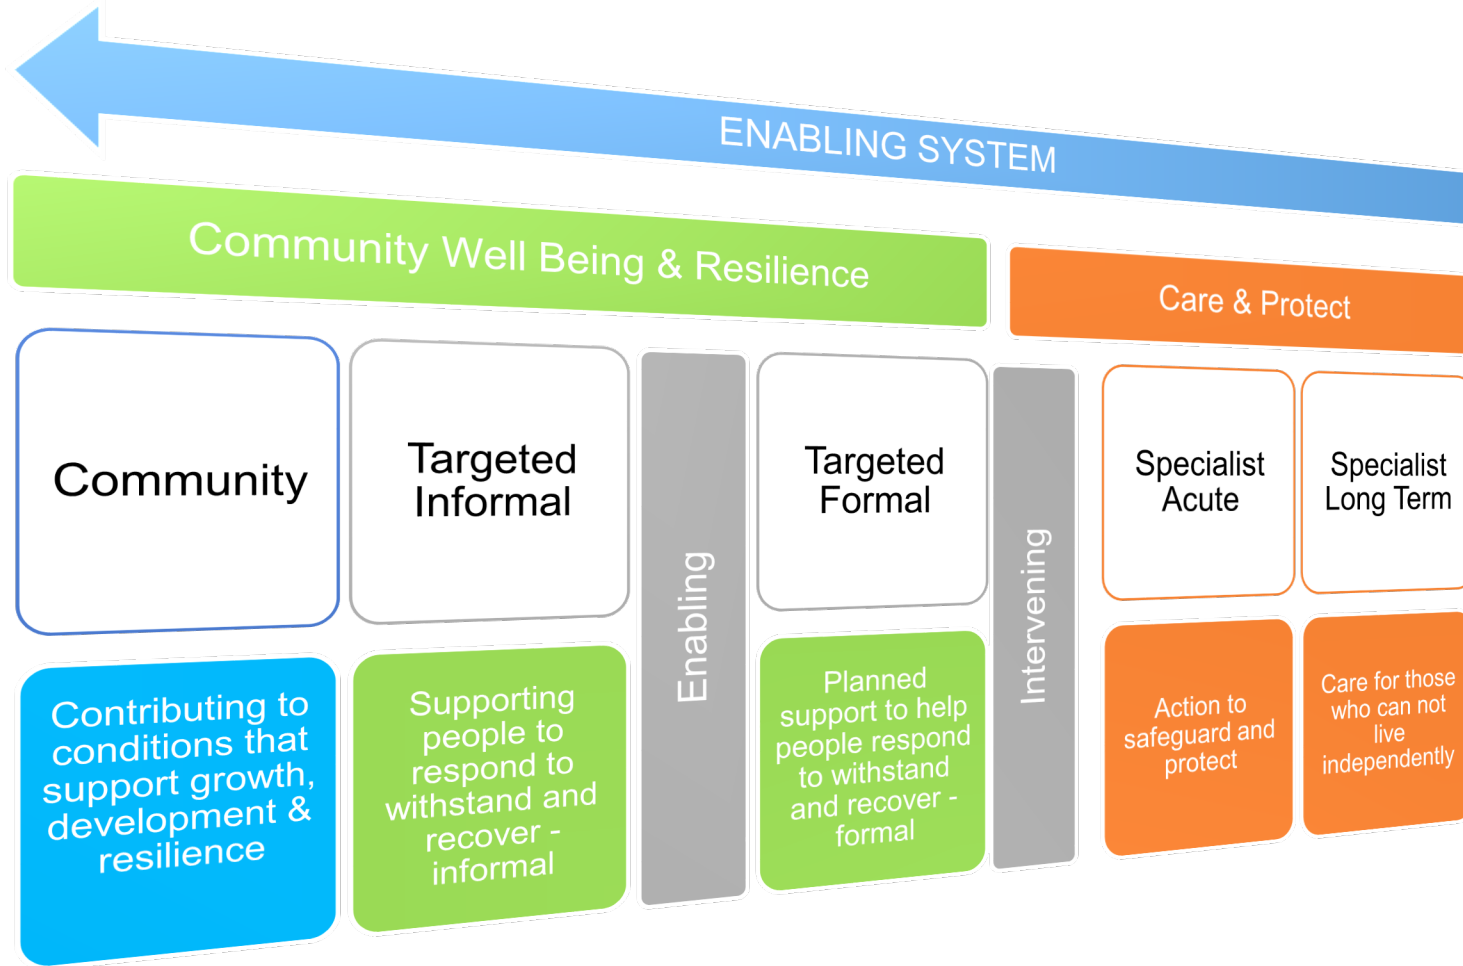 ENABLING SYSTEM
Community Well Being & Resilience
Care & Protect
Community
Targeted
Informal
Enabling
Targeted
Formal
Intervening
Specialist
Acute
Specialist
Long Term
Contributing to
conditions that
support growth,
development &
resilience
Supporting
people to
respond to
withstand and
recover -
informal
Planned
support to help
people respond
to withstand
and recover -
formal
Action to
safeguard and
protect
Care for those
who can not
live
independently